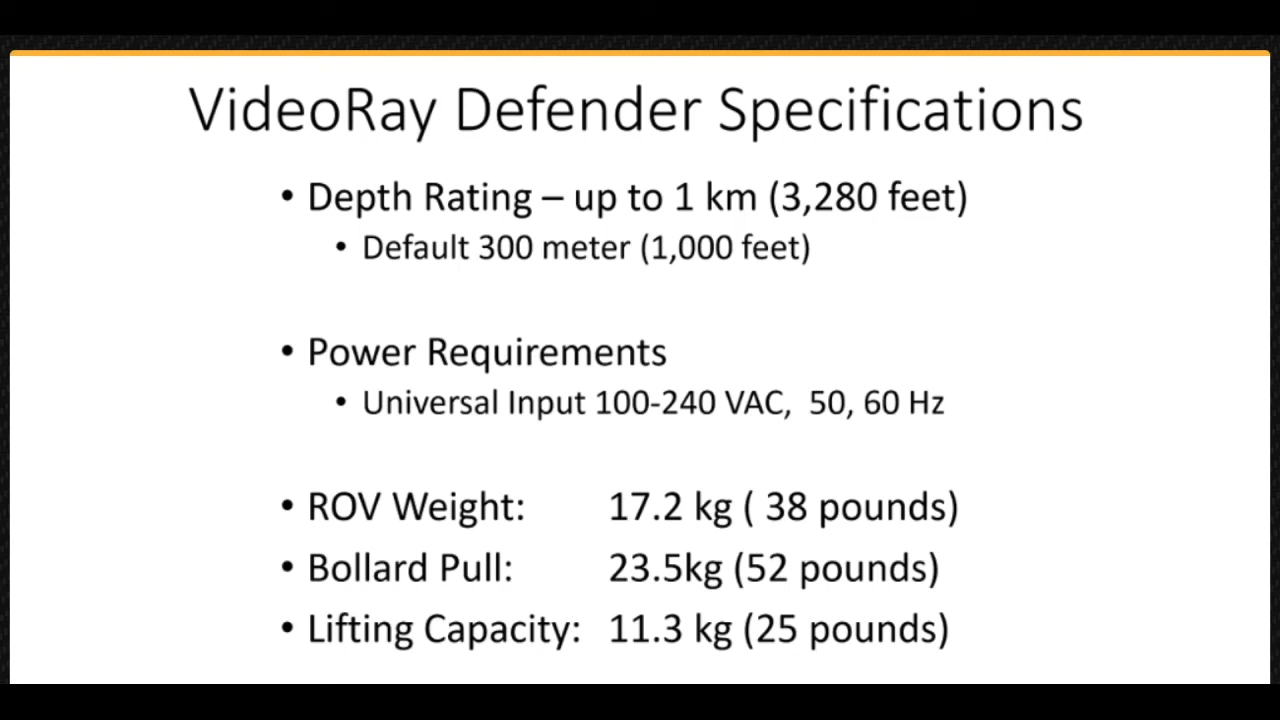 VideoRay Defender Specifications
• Depth Rating – up to 1 km (3,280 feet)
• Default 300 meter (1,000 feet)
• Power Requirements
• Universal Input 100-240 VAC,  50, 60 Hz
• ROV Weight: 17.2 kg ( 38 pounds)
• Bollard Pull: 23.5kg (52 pounds)
• Lifting Capacity: 11.3 kg (25 pounds)